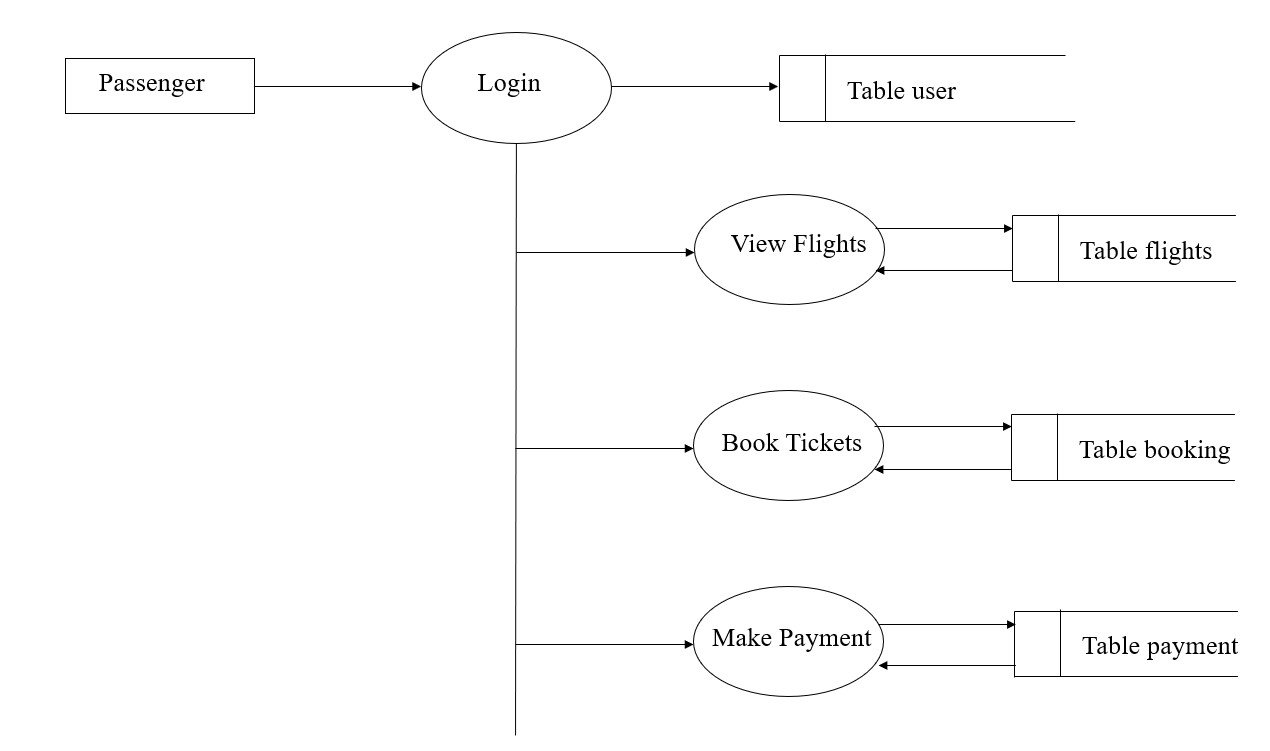 Passenger
Login
Table user
View Flights
Table flights
Book Tickets
Table booking
Make Payment
Table payment